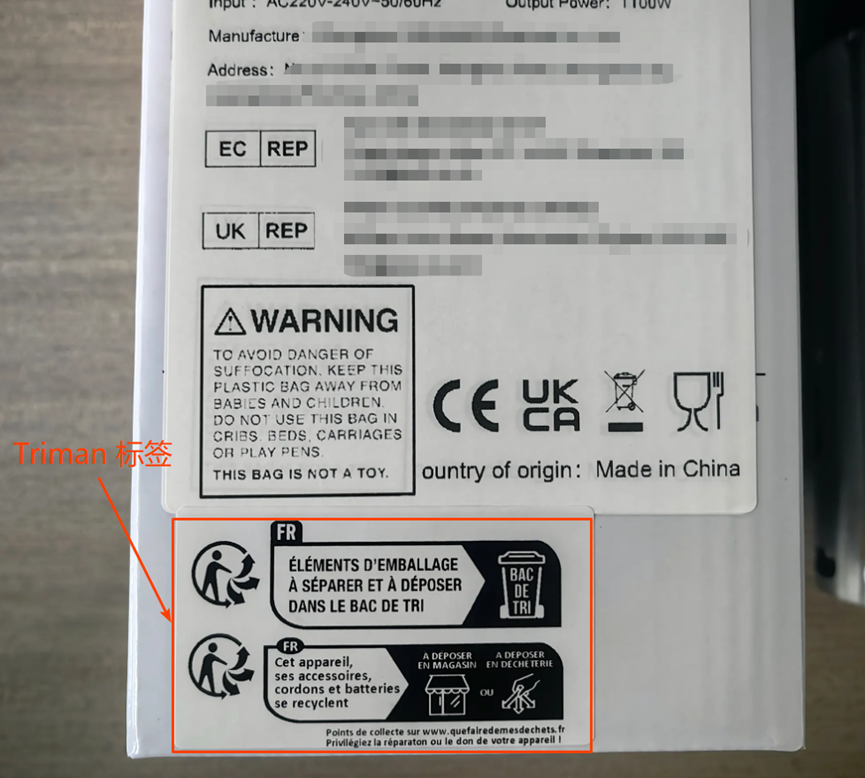 Input : AC220V-240V~50/60Hz Output Power: 1100W
Manufacture:
Address:
EC REP
UK REP
WARNING
TO AVOID DANGER OF
SUFFOCATION. KEEP THIS
PLASTIC BAG AWAY FROM
BABIES AND CHILDREN.
DO NOT USE THIS BAG IN
CRIBS. BEDS, CARRIAGES
OR PLAY PENS.
THIS BAG IS NOT A TOY.
CE
UK
CA
ountry of origin: Made in China
Triman 标签
FR
ÉLÉMENTS D'EMBALLAGE
À SÉPARER ET À DÉPOSER
DANS LE BAC DE TRI
BAC
DE
TRI
FR
Cet appareil,
ses accessoires,
cordons et batteries
se recyclent
A DÉPOSER
EN MAGASIN
OU
A DÉPOSER
EN DÉCHÈTERIE
Points de collecte sur www.quefairedemesdechets.fr
Privilégiez la réparaton ou le don de votre appareil !